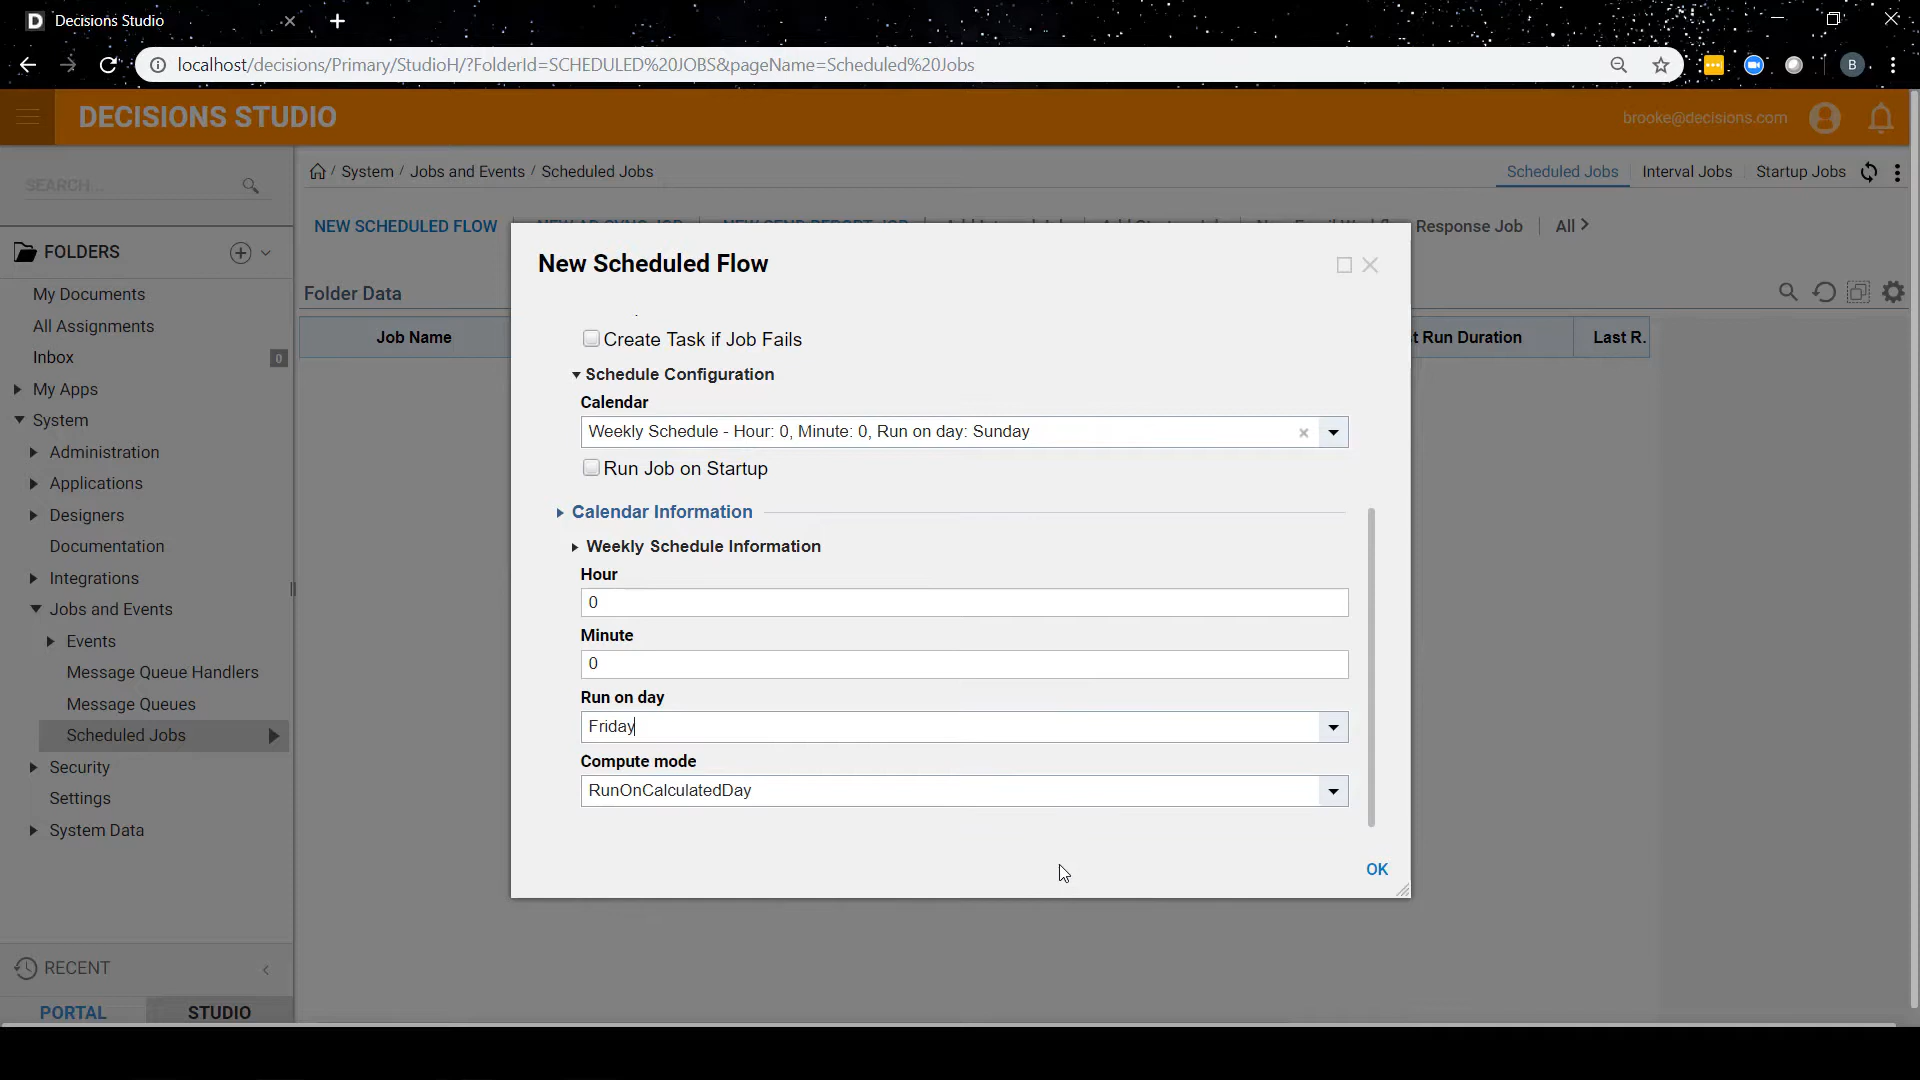 Decisions Studio
localhost/decisions/Primary/StudioH/?FolderId=SCHEDULED%20JOBS&pageName=Scheduled%20Jobs
B
DECISIONS STUDIO
brooke@decisions.com
SEARCH...
/ System / Jobs and Events / Scheduled Jobs
Scheduled Jobs
Interval Jobs
Startup Jobs
NEW SCHEDULED FLOW
Response Job
All
FOLDERS
My Documents
All Assignments
Inbox
0
My Apps
System
Administration
Applications
Designers
Documentation
Integrations
Jobs and Events
Events
Message Queue Handlers
Message Queues
Scheduled Jobs
Security
Settings
System Data
RECENT
PORTAL
STUDIO
Folder Data
Job Name
t Run Duration
Last R.
New Scheduled Flow
Create Task if Job Fails
Schedule Configuration
Calendar
Weekly Schedule - Hour: 0, Minute: 0, Run on day: Sunday
Run Job on Startup
Calendar Information
Weekly Schedule Information
Hour
0
Minute
0
Run on day
Friday
Compute mode
RunOnCalculatedDay
OK